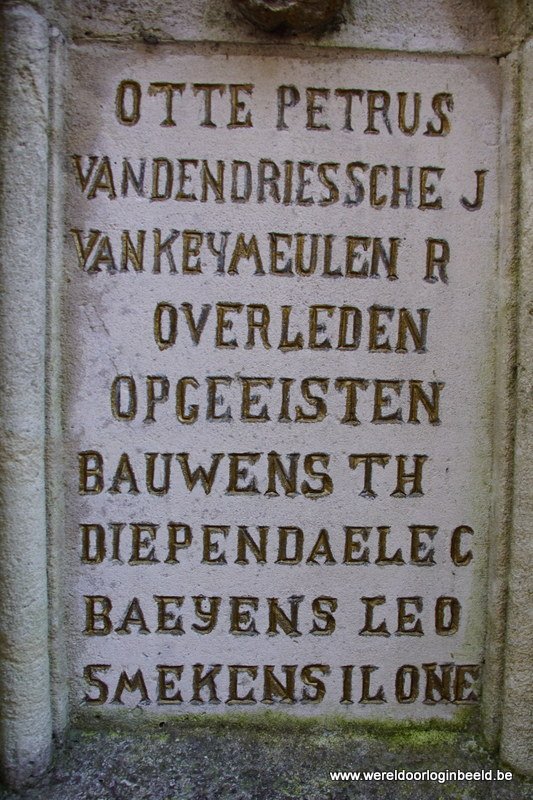 OTTE PETRUS
VANDENDRIESSCHE J
VANKEYMEULEN R
OVERLEDEN
OPGEEISTEN
BAUWENS TH
DIEPENDAELE C
BAEYENS LEO
SMEKENS ILONE
www.wereldoorloginbeeld.be